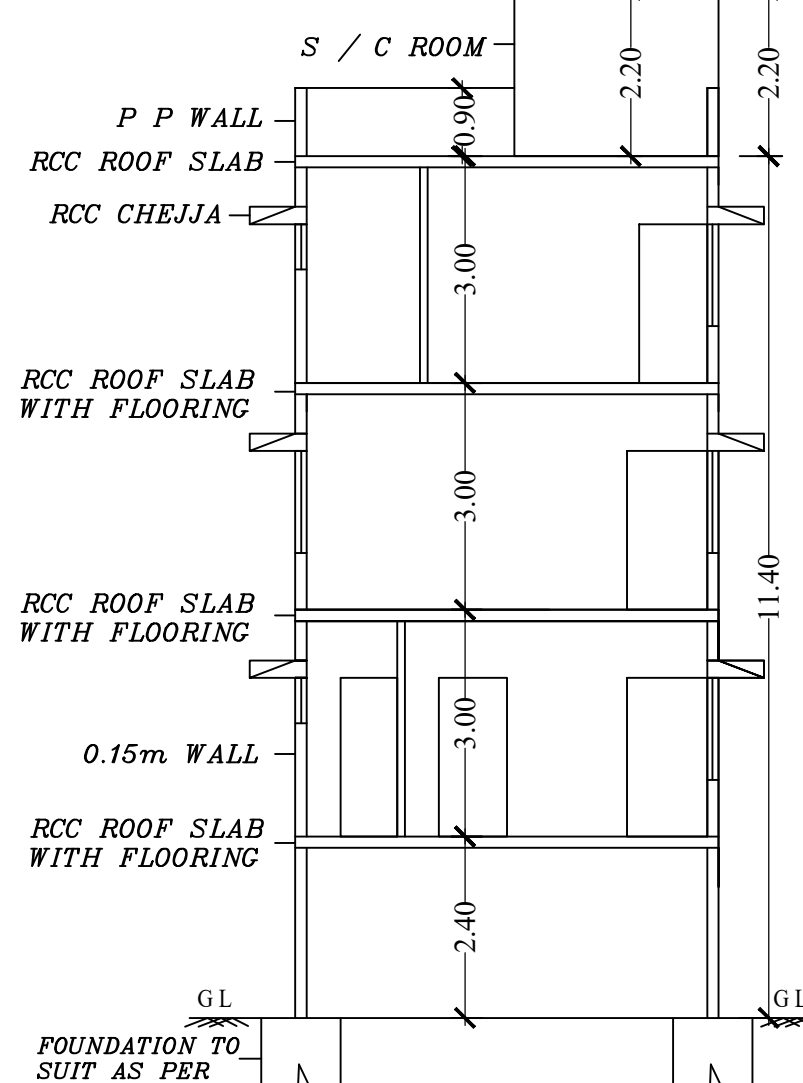 S / C ROOM
2.20
2.20
P P WALL
0.90
RCC ROOF SLAB
RCC CHEJJA
3.00
RCC ROOF SLAB
WITH FLOORING
3.00
11.40
RCC ROOF SLAB
WITH FLOORING
3.00
0.15m WALL
RCC ROOF SLAB
WITH FLOORING
2.40
GL
GL
FOUNDATION TO
SUIT AS PER